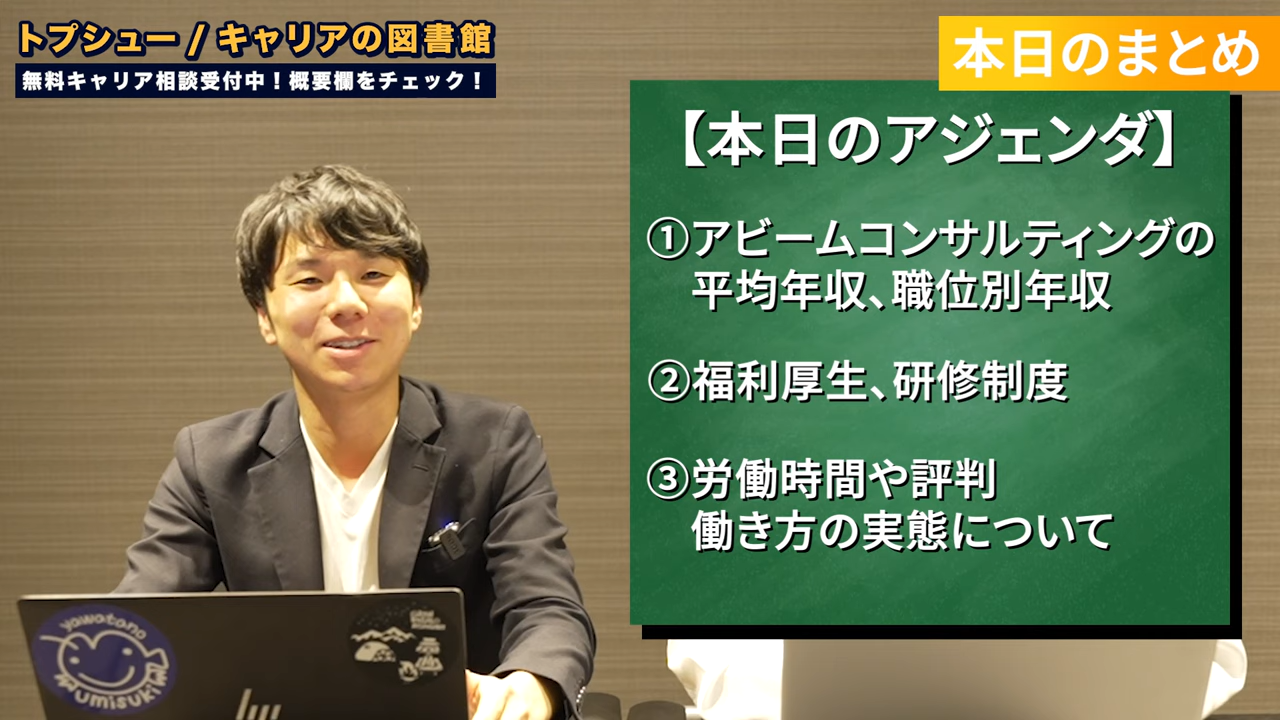 トプシュー / キャリアの図書館
無料キャリア相談受付中！概要欄をチェック！
本日のまとめ
【本日のアジェンダ】
①アビームコンサルティングの
平均年収、職位別年収
②福利厚生、研修制度
③労働時間や評判
働き方の実態について
yawatano
umisuki
hp